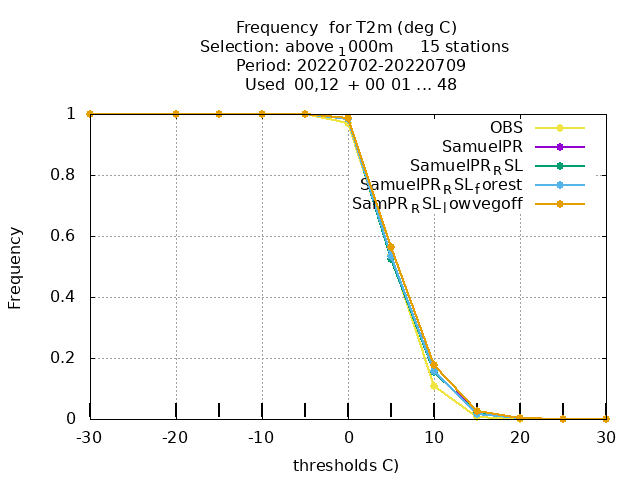 Frequency for T2m (deg C)
Selection: above 1000m 15 stations
Period: 20220702-20220709
Used 00,12 + 00 01 ... 48
OBS
SamuelPR
SamuelPRRSL
SamuelPRRSLforest
SamPRRSLlowvegoff
1
0.8
0.6
0.4
0.2
0
Frequency
-30 -20 -10 0 10 20 30
thresholds C)